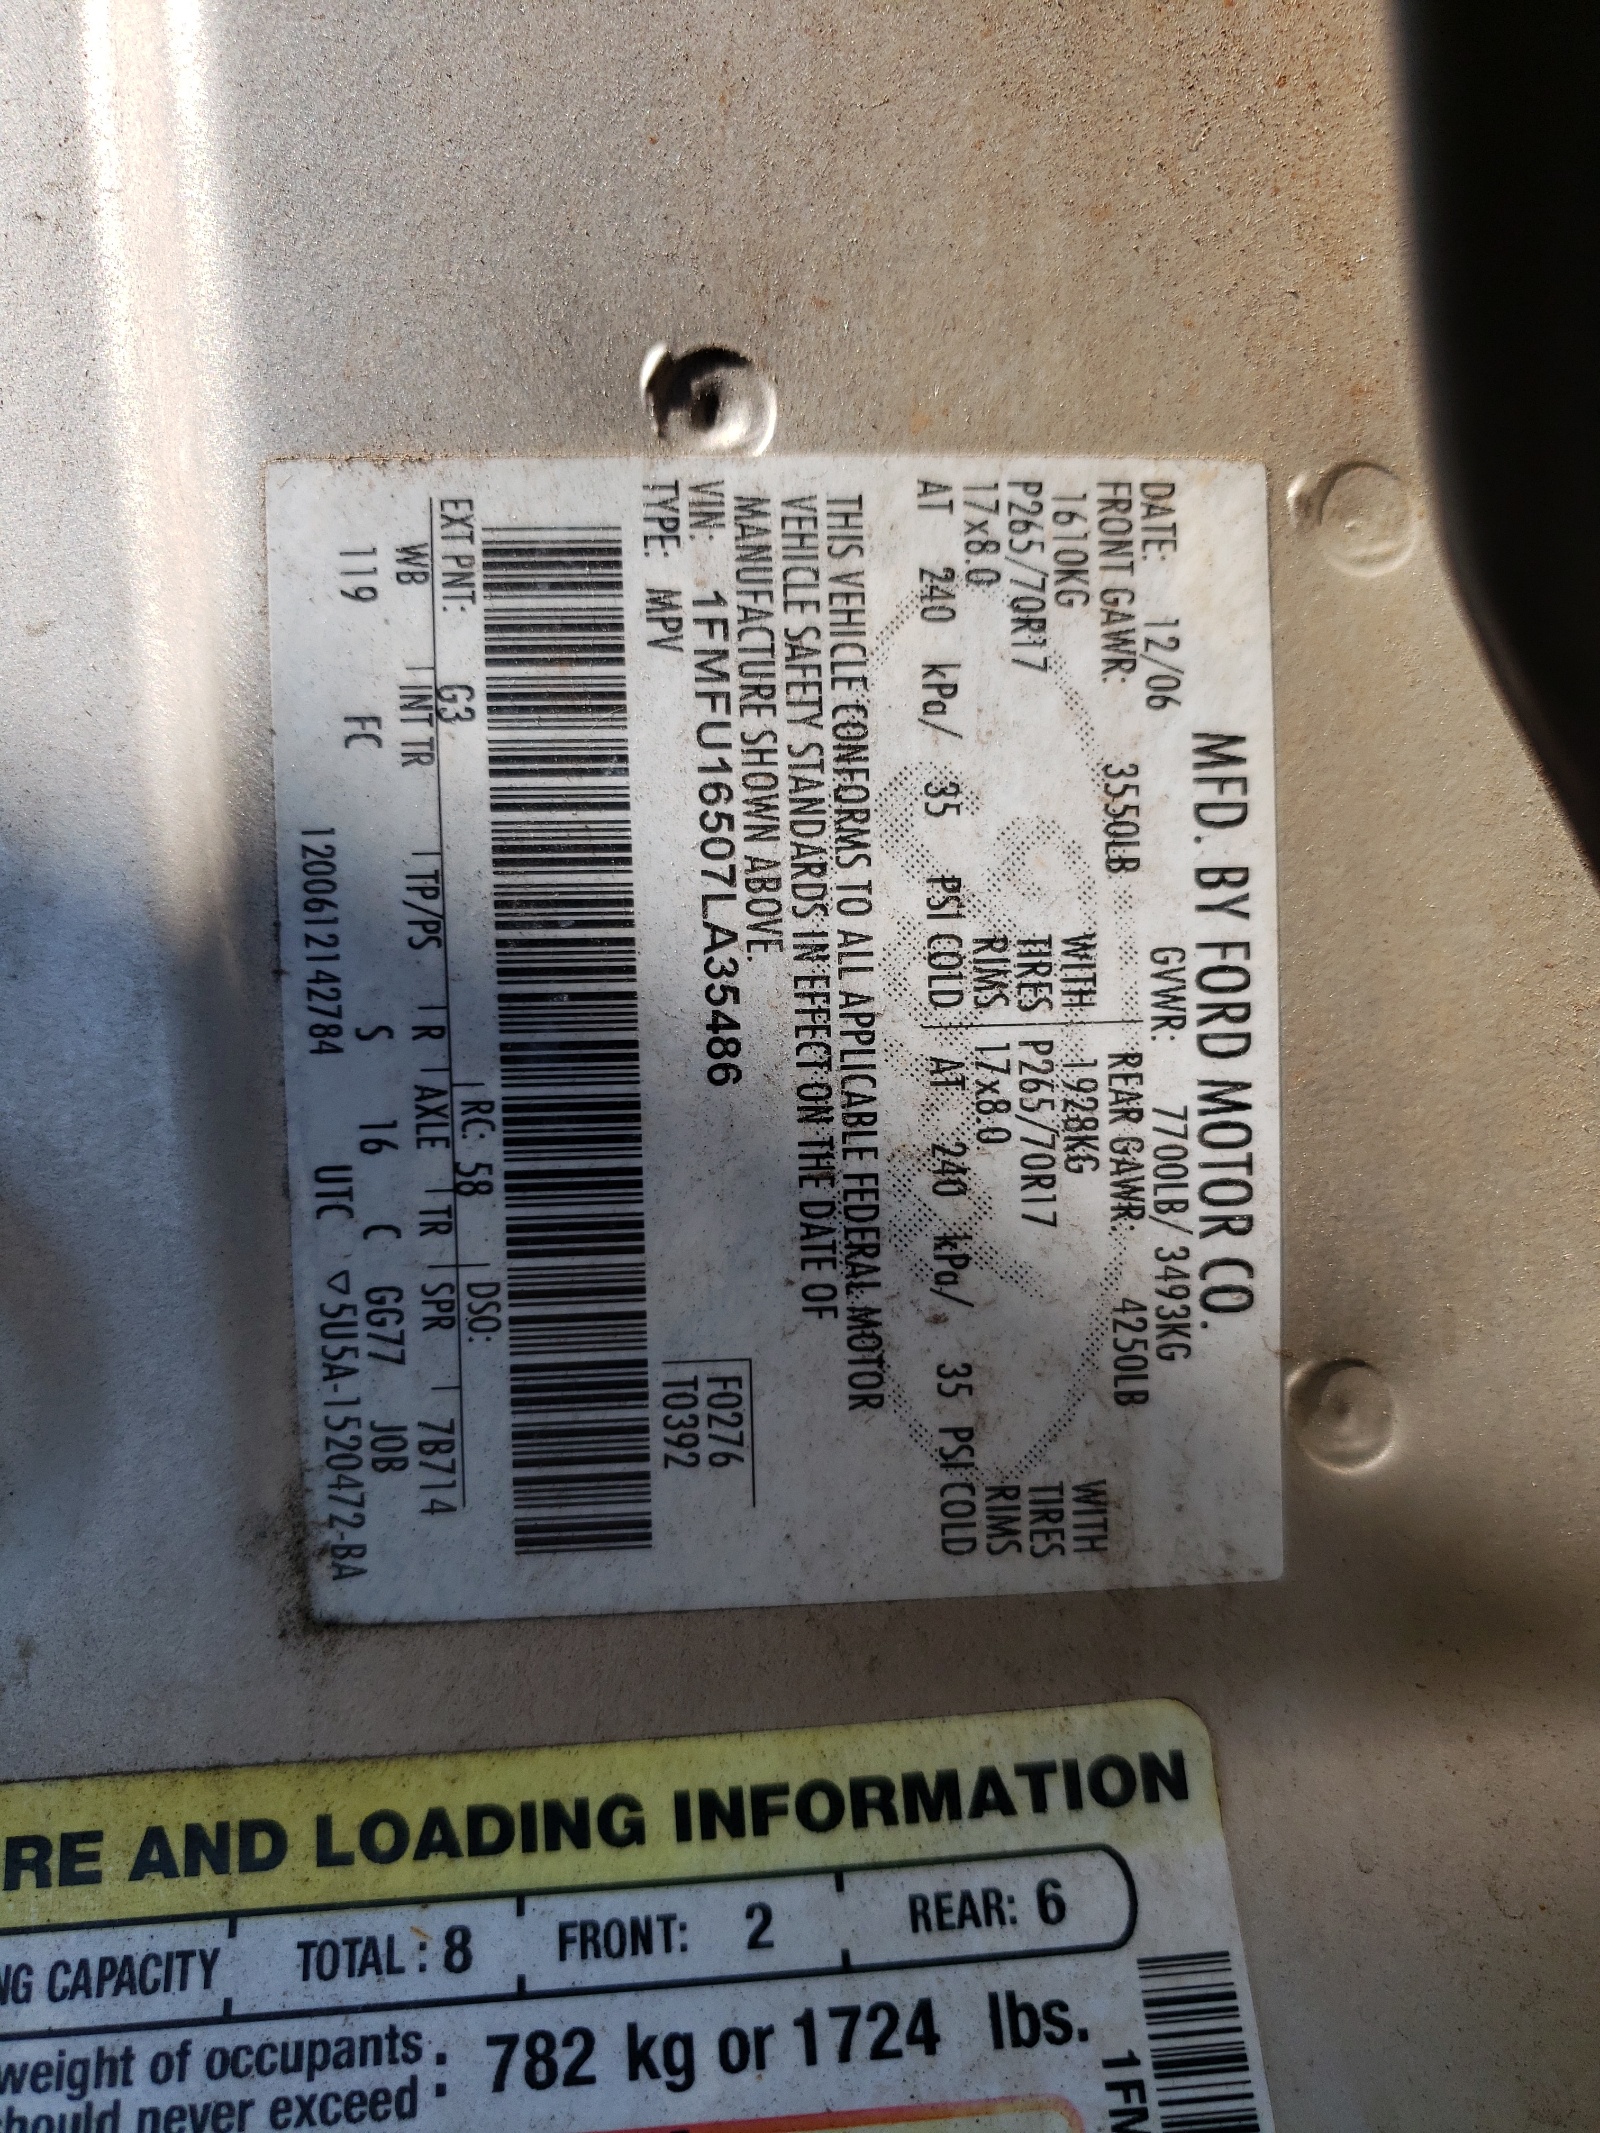 MFD. BY FORD MOTOR CO.
DATE: 12/06 GVWR: 7700LB/ 3493KG
FRONT GAWR: 3550LB REAR GAWR: 4250LB
1610KG WITH 1928KG WITH
P265/70R17 TIRES P265/70R17 TIRES
17x8.0 RIMS 17x8.0 RIMS
AT 240 kPa/ 35 PSI COLD AT 240 kPa/ 35 PSI COLD
THIS VEHICLE CONFORMS TO ALL APPLICABLE FEDERAL MOTOR
VEHICLE SAFETY STANDARDS IN EFFECT ON THE DATE OF
MANUFACTURE SHOWN ABOVE.
VIN: 1FMFU16507LA35486 F0276
TYPE: MPV T0392
EXT PNT: G3 RC: 58 DSO:
WB INT TR TP/PS R AXLE TR SPR 7B714
119 FC S 16 C GG77 JOB
1200612142784 UTC ▽5U5A-1520472-BA
RE AND LOADING INFORMATION
NG CAPACITY TOTAL : 8 FRONT: 2 REAR: 6
weight of occupants
should never exceed : 782 kg or 1724 lbs.
1FM